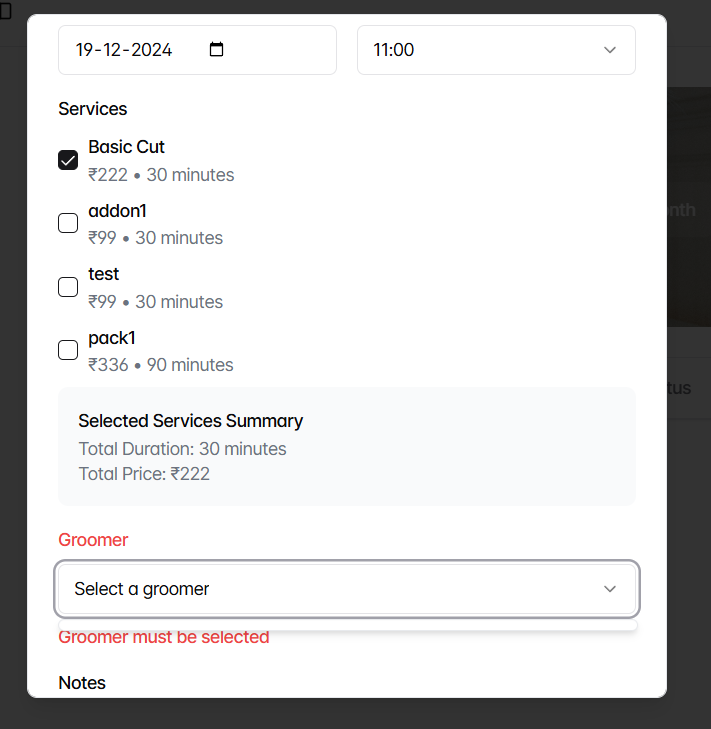 19-12-2024
11:00
Services
Basic Cut
₹222 • 30 minutes
addon1
₹99 • 30 minutes
test
₹99 • 30 minutes
pack1
₹336 • 90 minutes
Selected Services Summary
Total Duration: 30 minutes
Total Price: ₹222
Groomer
Select a groomer
Groomer must be selected
Notes
nth
tus